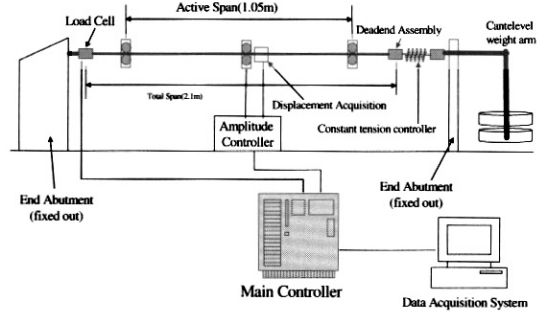 Active Span(1.05m)
Load Cell
Deadend Assembly
Cantelevel
weight arm
Total Span(2.1m)
Displacement Acquisition
Amplitude
Controller
Constant tension controller
End Abutment
(fixed out)
End Abutment
(fixed out)
Main Controller
Data Acquisition System